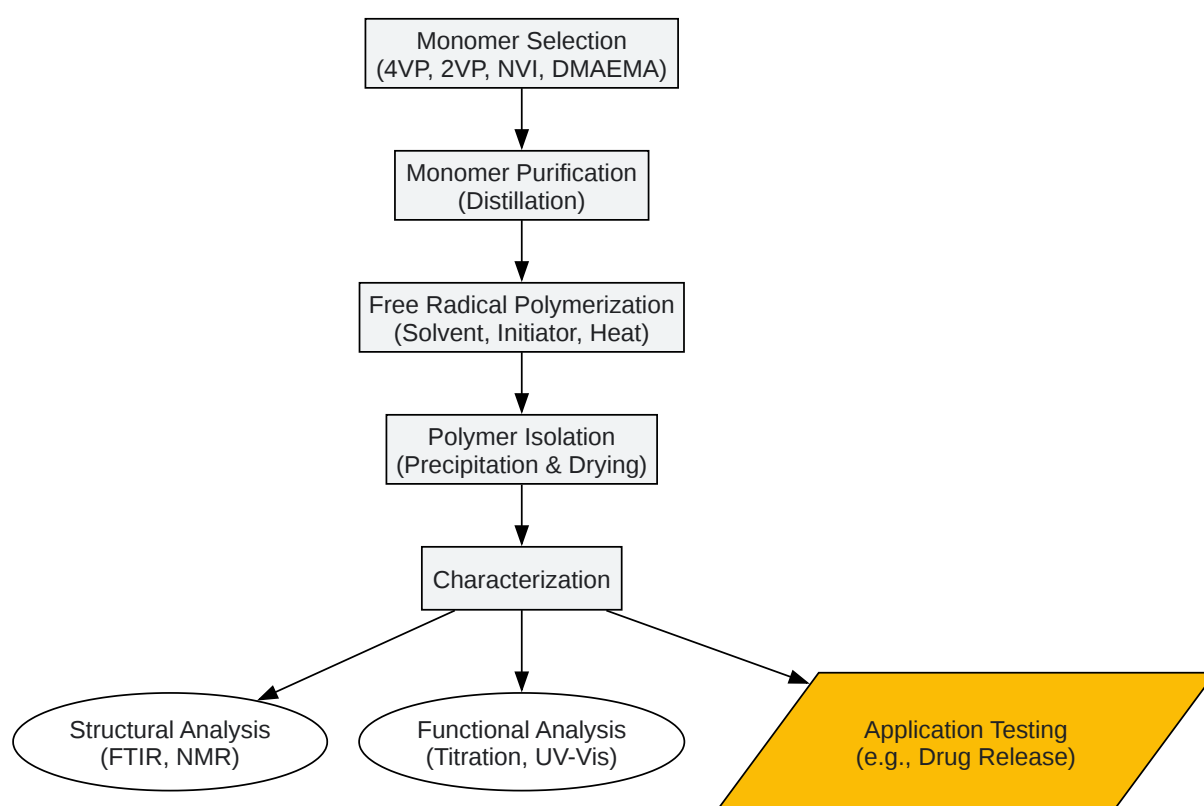 Monomer Selection
(4VP, 2VP, NVI, DMAEMA)
Monomer Purification
(Distillation)
Free Radical Polymerization
(Solvent, Initiator, Heat)
Polymer Isolation
(Precipitation & Drying)
Characterization
Structural Analysis
(FTIR, NMR)
Functional Analysis
(Titration, UV-Vis)
Application Testing
(e.g., Drug Release)